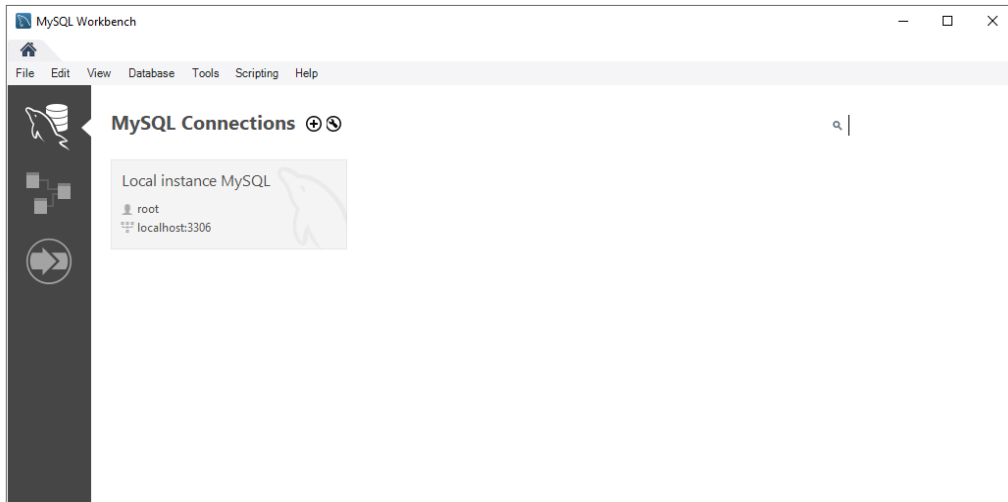 MySQL Workbench
File Edit View Database Tools Scripting Help
MySQL Connections
Local instance MySQL
root
localhost:3306